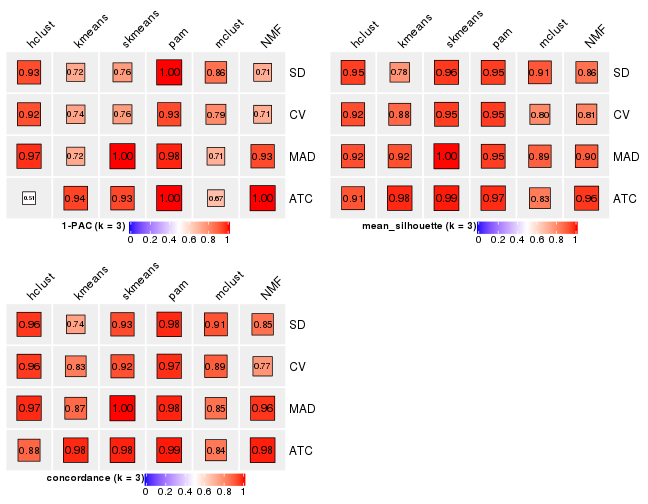 hclust kmeans skmeans pam mclust NMF
0.93 0.72 0.76 1.00 0.86 0.71 SD
0.92 0.74 0.76 0.93 0.79 0.71 CV
0.97 0.72 1.00 0.98 0.71 0.93 MAD
0.51 0.94 0.93 1.00 0.67 1.00 ATC
1-PAC (k = 3)
0 0.2 0.4 0.6 0.8 1
hclust kmeans skmeans pam mclust NMF
0.95 0.78 0.96 0.95 0.91 0.86 SD
0.92 0.88 0.95 0.95 0.80 0.81 CV
0.92 0.92 1.00 0.95 0.89 0.90 MAD
0.91 0.98 0.99 0.97 0.83 0.96 ATC
mean_silhouette (k = 3)
0 0.2 0.4 0.6 0.8 1
hclust kmeans skmeans pam mclust NMF
0.96 0.74 0.93 0.98 0.91 0.85 SD
0.96 0.83 0.92 0.97 0.89 0.77 CV
0.97 0.87 1.00 0.98 0.85 0.96 MAD
0.88 0.98 0.98 0.99 0.84 0.98 ATC
concordance (k = 3)
0 0.2 0.4 0.6 0.8 1